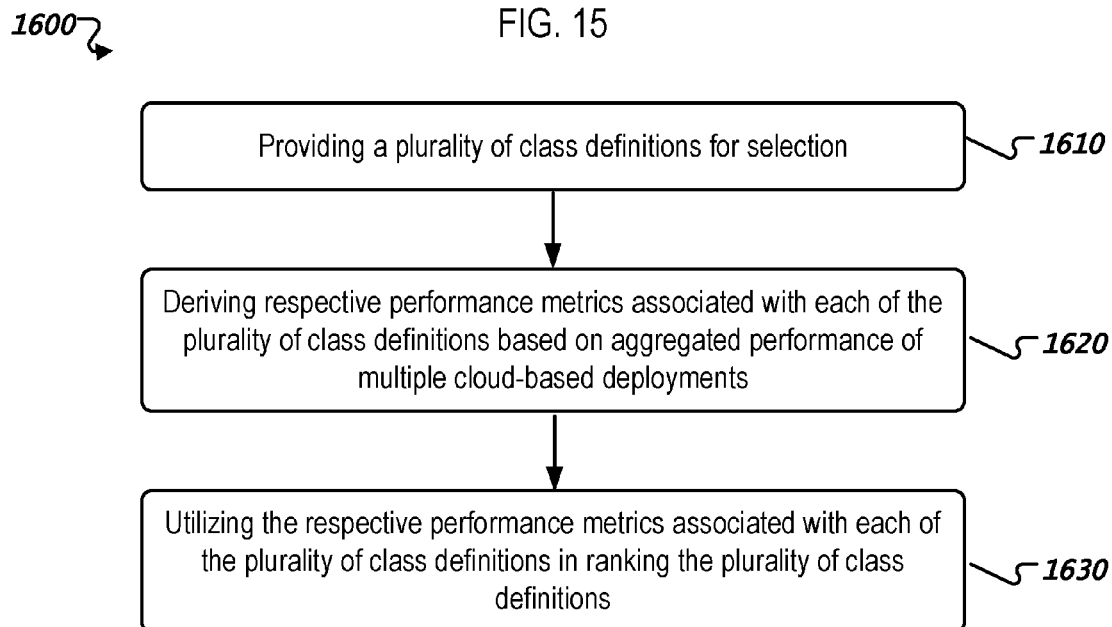 FIG. 15
1600
Providing a plurality of class definitions for selection
1610
Deriving respective performance metrics associated with each of the
plurality of class definitions based on aggregated performance of
multiple cloud-based deployments
1620
Utilizing the respective performance metrics associated with each of
the plurality of class definitions in ranking the plurality of class
definitions
1630